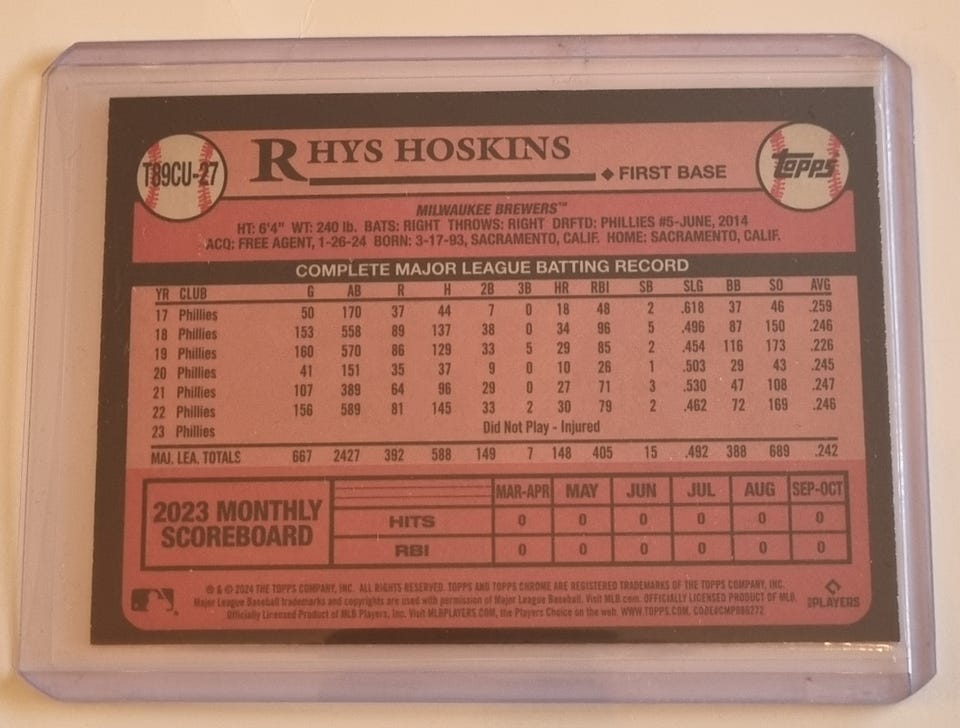 T89CU-27
RHYS HOSKINS
◆ FIRST BASE
topps
MILWAUKEE BREWERS™
HT: 6'4" WT: 240 lb. BATS: RIGHT THROWS: RIGHT DRFTD: PHILLIES #5-JUNE, 2014
ACQ: FREE AGENT, 1-26-24 BORN: 3-17-93, SACRAMENTO, CALIF. HOME: SACRAMENTO, CALIF.
COMPLETE MAJOR LEAGUE BATTING RECORD
YR CLUB G AB R H 2B 3B HR RBI SB SLG BB SO AVG
17 Phillies 50 170 37 44 7 0 18 48 2 .618 37 46 .259
18 Phillies 153 558 89 137 38 0 34 96 5 .496 87 150 .246
19 Phillies 160 570 86 129 33 5 29 85 2 .454 116 173 .226
20 Phillies 41 151 35 37 9 0 10 26 1 .503 29 43 .245
21 Phillies 107 389 64 96 29 0 27 71 3 .530 47 108 .247
22 Phillies 156 589 81 145 33 2 30 79 2 .462 72 169 .246
23 Phillies Did Not Play - Injured
MAJ. LEA. TOTALS 667 2427 392 588 149 7 148 405 15 .492 388 689 .242
2023 MONTHLY SCOREBOARD
MAR-APR MAY JUN JUL AUG SEP-OCT
HITS 0 0 0 0 0 0
RBI 0 0 0 0 0 0
® & © 2024 THE TOPPS COMPANY, INC. ALL RIGHTS RESERVED. TOPPS AND TOPPS CHROME ARE REGISTERED TRADEMARKS OF THE TOPPS COMPANY, INC.
Major League Baseball trademarks and copyrights are used with permission of Major League Baseball. Visit MLB.com. OFFICIALLY LICENSED PRODUCT OF MLB
Officially Licensed Product of MLB Players, Inc. Visit MLBPLAYERS.COM, the Players Choice on the web. WWW.TOPPS.COM, CODE#CMP086272
MLB PLAYERS